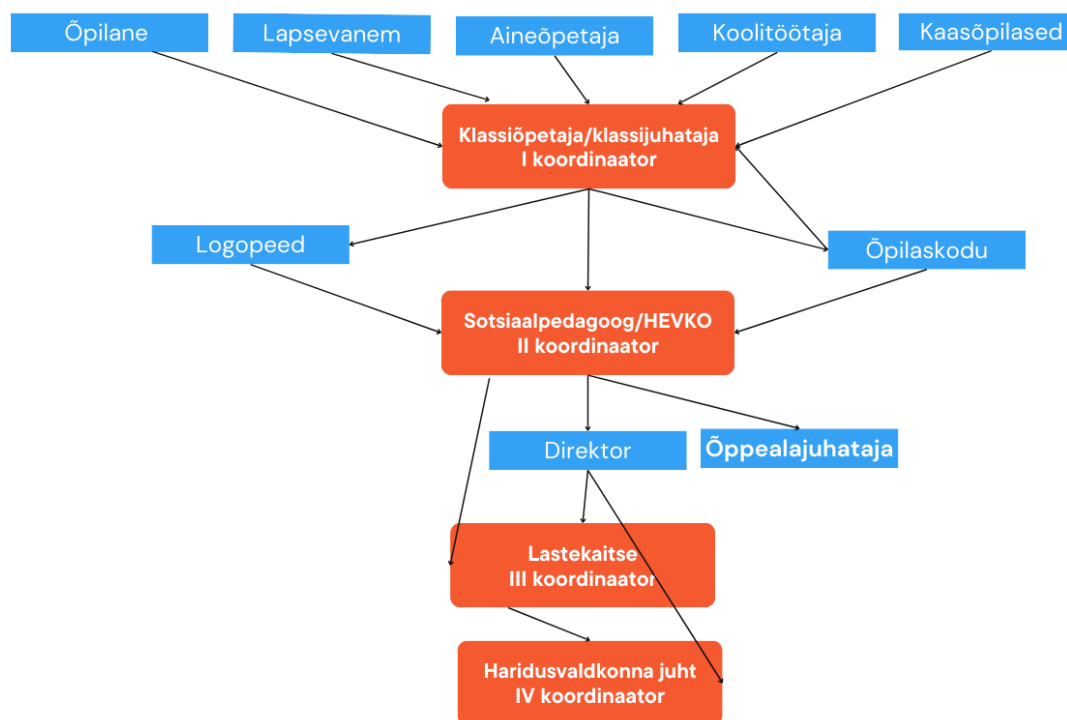 Õpilane
Lapsevanem
Aineõpetaja
Koolitöötaja
Kaasõpilased
Klassiõpetaja/klassijuhataja
I koordinaator
Logopeed
Õpilaskodu
Sotsiaalpedagoog/HEVKO
II koordinaator
Direktor
Õppealajuhataja
Lastekaitse
III koordinaator
Haridusvaldkonna juht
IV koordinaator